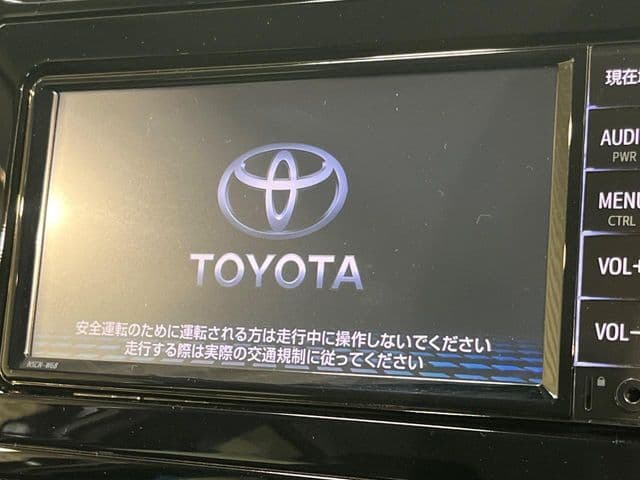 現在
AUDI
PWR
MENU
CTRL
VOL+
VOL-
TOYOTA
安全運転のために運転される方は走行中に操作しないでください
走行する際は実際の交通規制に従ってください
NSCN-W68